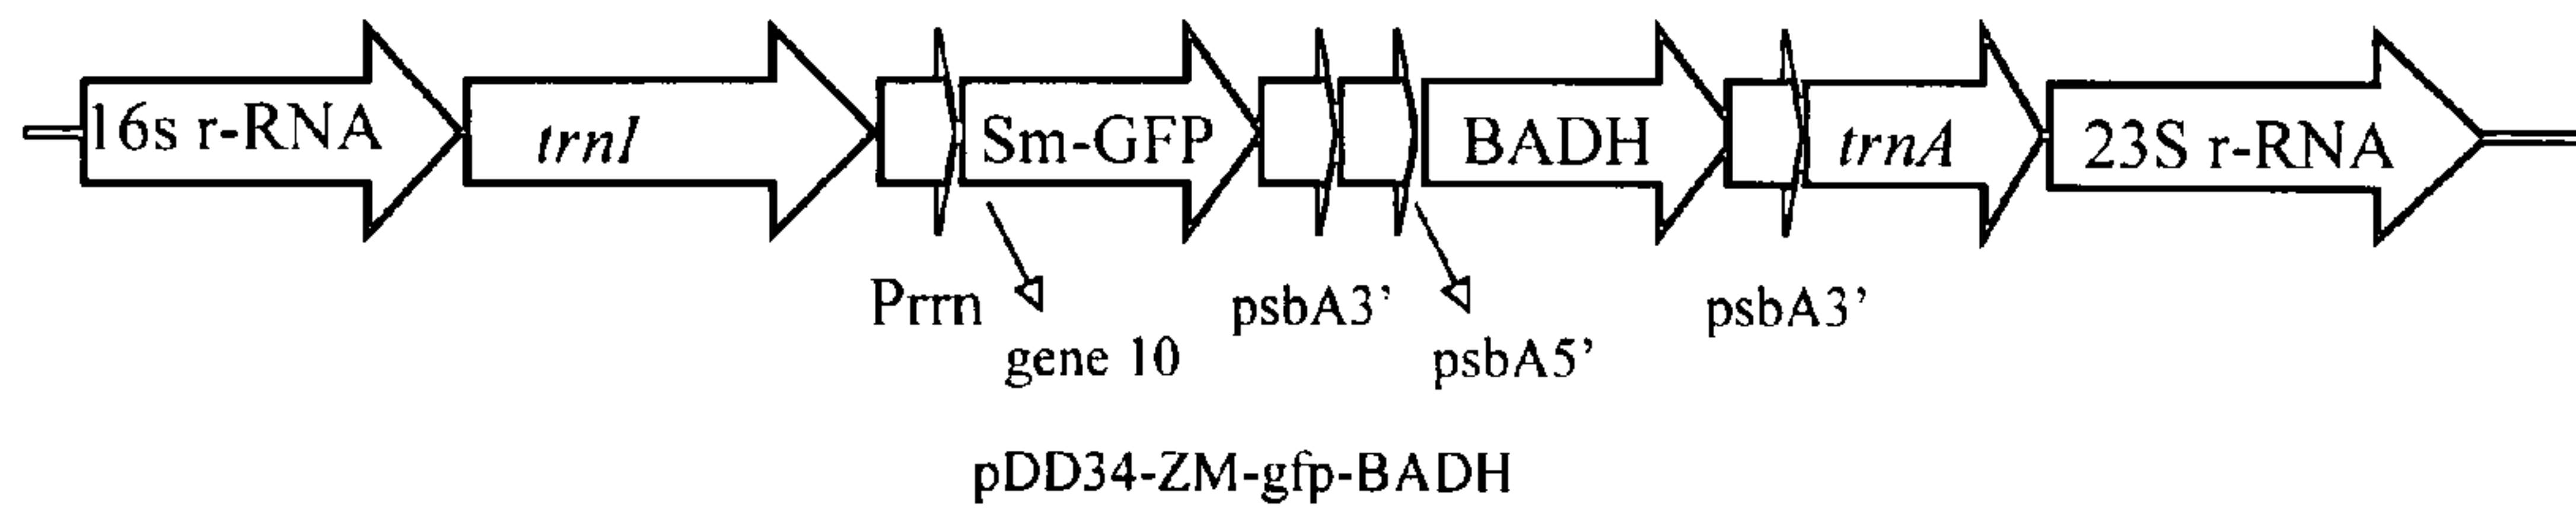 16s r-RNA trnI Sm-GFP BADH trnA 23S r-RNA
Prrn psbA3’ psbA3’
gene 10 psbA5’
pDD34-ZM-gfp-BADH